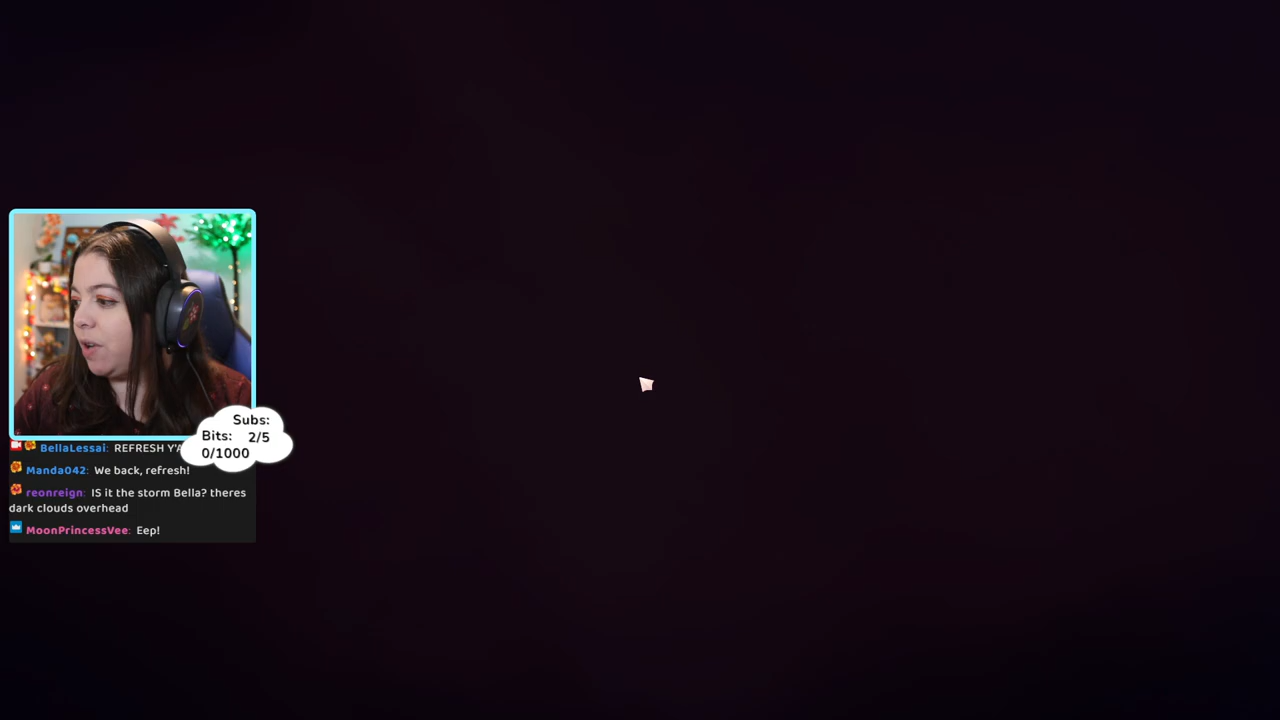 Subs:
Bits: 2/5
0/1000
BellaLessai: REFRESH Y'A
Manda042: We back, refresh!
reonreign: IS it the storm Bella? theres
dark clouds overhead
MoonPrincessVee: Eep!